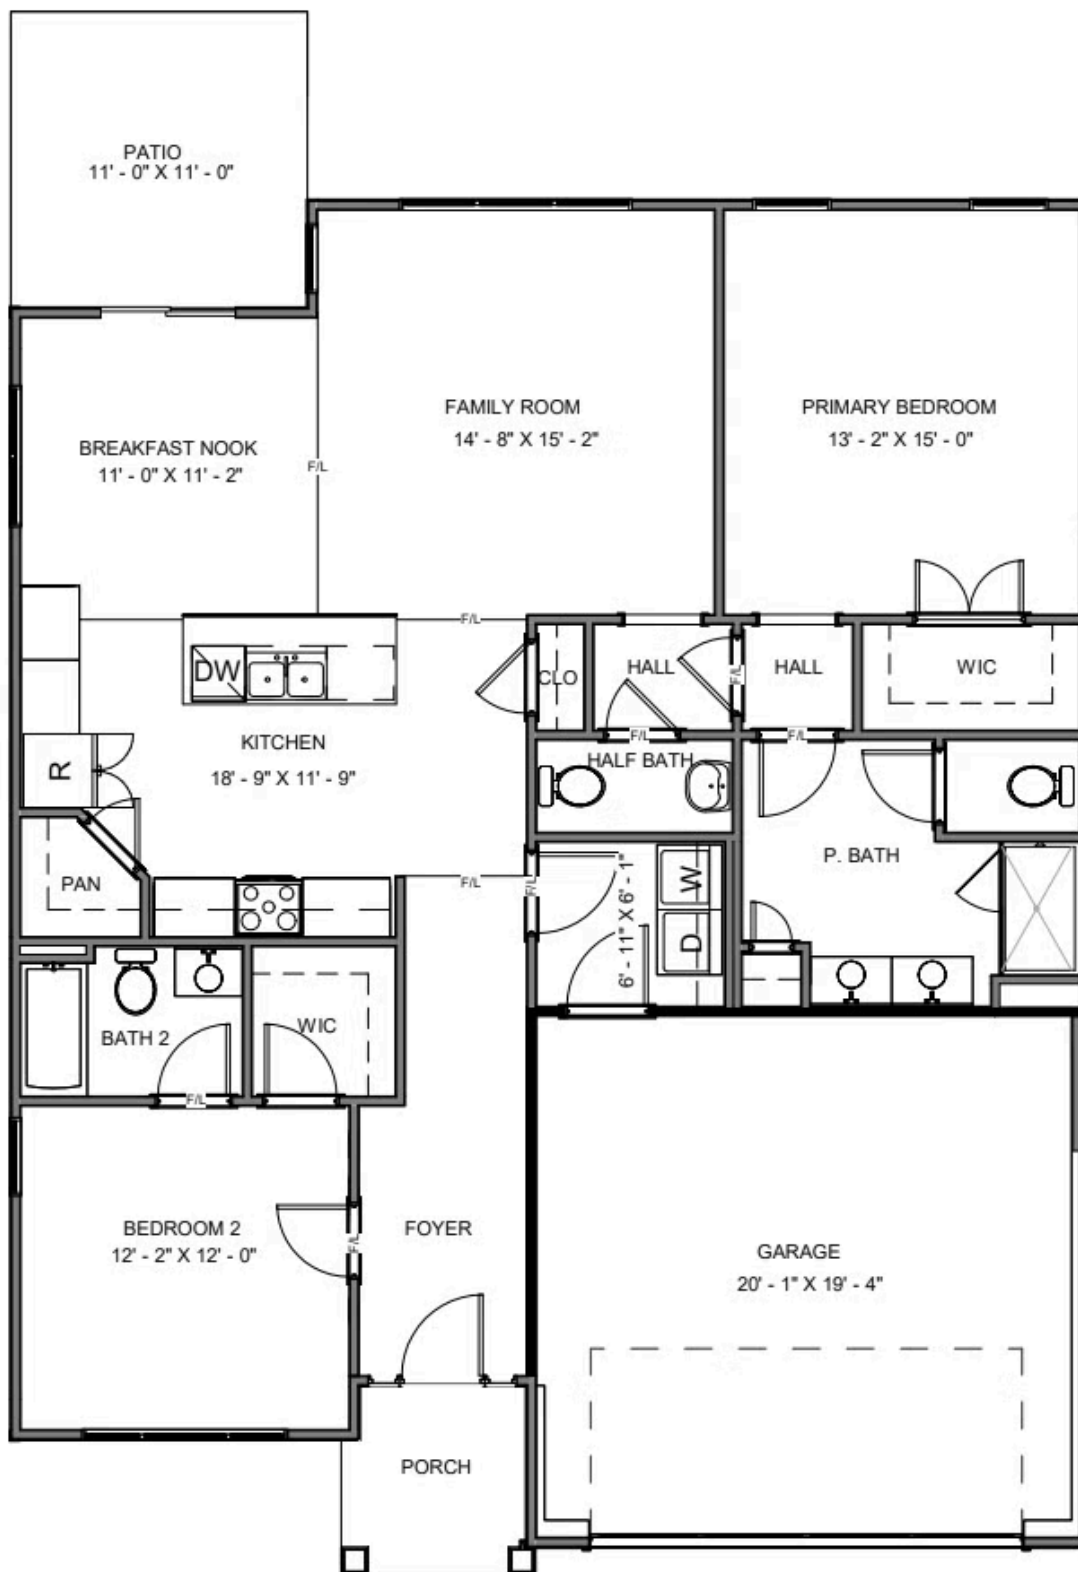 PATIO
11' - 0" X 11' - 0"
FAMILY ROOM
14' - 8" X 15' - 2"
PRIMARY BEDROOM
13' - 2" X 15' - 0"
BREAKFAST NOOK
11' - 0" X 11' - 2"
F/L
F/L
DW
CLO
HALL
F/L
HALL
WIC
KITCHEN
18' - 9" X 11' - 9"
R
F/L
HALF BATH
F/L
PAN
F/L
F/L
6' - 11" X 6' - 1"
W
D
P. BATH
BATH 2
WIC
F/L
BEDROOM 2
12' - 2" X 12' - 0"
F/L
FOYER
GARAGE
20' - 1" X 19' - 4"
PORCH